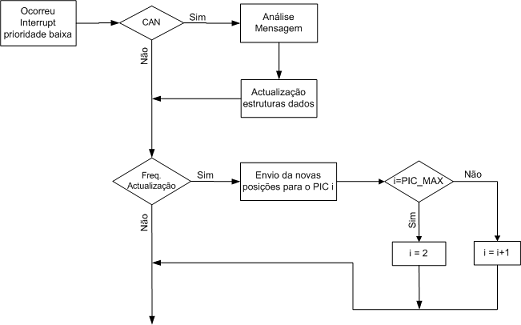 Ocorreu
Interrupt
prioridade baixa
CAN
Sim
Análise
Mensagem
Não
Actualização
estruturas dados
Freq.
Actualização
Sim
Envio da novas
posições para o PIC i
i=PIC_MAX
Não
Sim
Não
i = 2
i = i+1